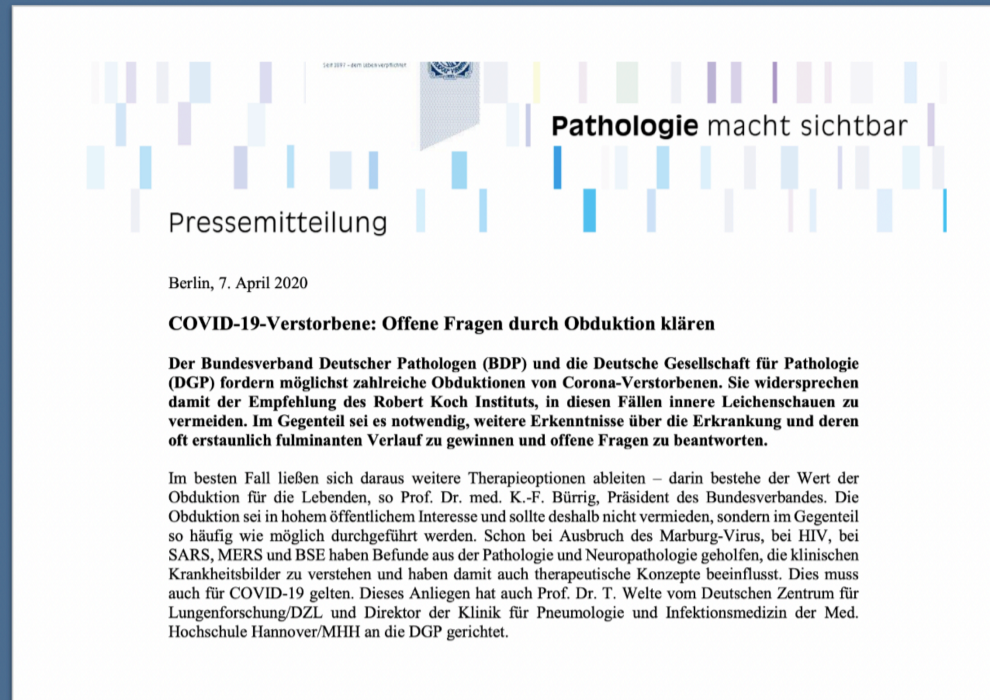 Seit 1897 – dem Leben verpflichtet
Pathologie macht sichtbar
Pressemitteilung
Berlin, 7. April 2020
COVID-19-Verstorbene: Offene Fragen durch Obduktion klären
Der Bundesverband Deutscher Pathologen (BDP) und die Deutsche Gesellschaft für Pathologie
(DGP) fordern möglichst zahlreiche Obduktionen von Corona-Verstorbenen. Sie widersprechen
damit der Empfehlung des Robert Koch Instituts, in diesen Fällen innere Leichenschauen zu
vermeiden. Im Gegenteil sei es notwendig, weitere Erkenntnisse über die Erkrankung und deren
oft erstaunlich fulminanten Verlauf zu gewinnen und offene Fragen zu beantworten.
Im besten Fall ließen sich daraus weitere Therapieoptionen ableiten – darin bestehe der Wert der
Obduktion für die Lebenden, so Prof. Dr. med. K.-F. Bürrig, Präsident des Bundesverbandes. Die
Obduktion sei in hohem öffentlichem Interesse und sollte deshalb nicht vermieden, sondern im Gegenteil
so häufig wie möglich durchgeführt werden. Schon bei Ausbruch des Marburg-Virus, bei HIV, bei
SARS, MERS und BSE haben Befunde aus der Pathologie und Neuropathologie geholfen, die klinischen
Krankheitsbilder zu verstehen und haben damit auch therapeutische Konzepte beeinflusst. Dies muss
auch für COVID-19 gelten. Dieses Anliegen hat auch Prof. Dr. T. Welte vom Deutschen Zentrum für
Lungenforschung/DZL und Direktor der Klinik für Pneumologie und Infektionsmedizin der Med.
Hochschule Hannover/MHH an die DGP gerichtet.